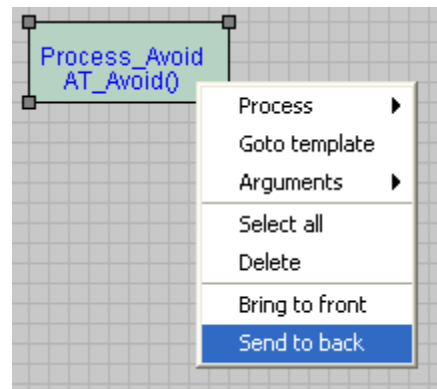 Process_Avoid
AT_Avoid()
Process
Goto template
Arguments
Select all
Delete
Bring to front
Send to back